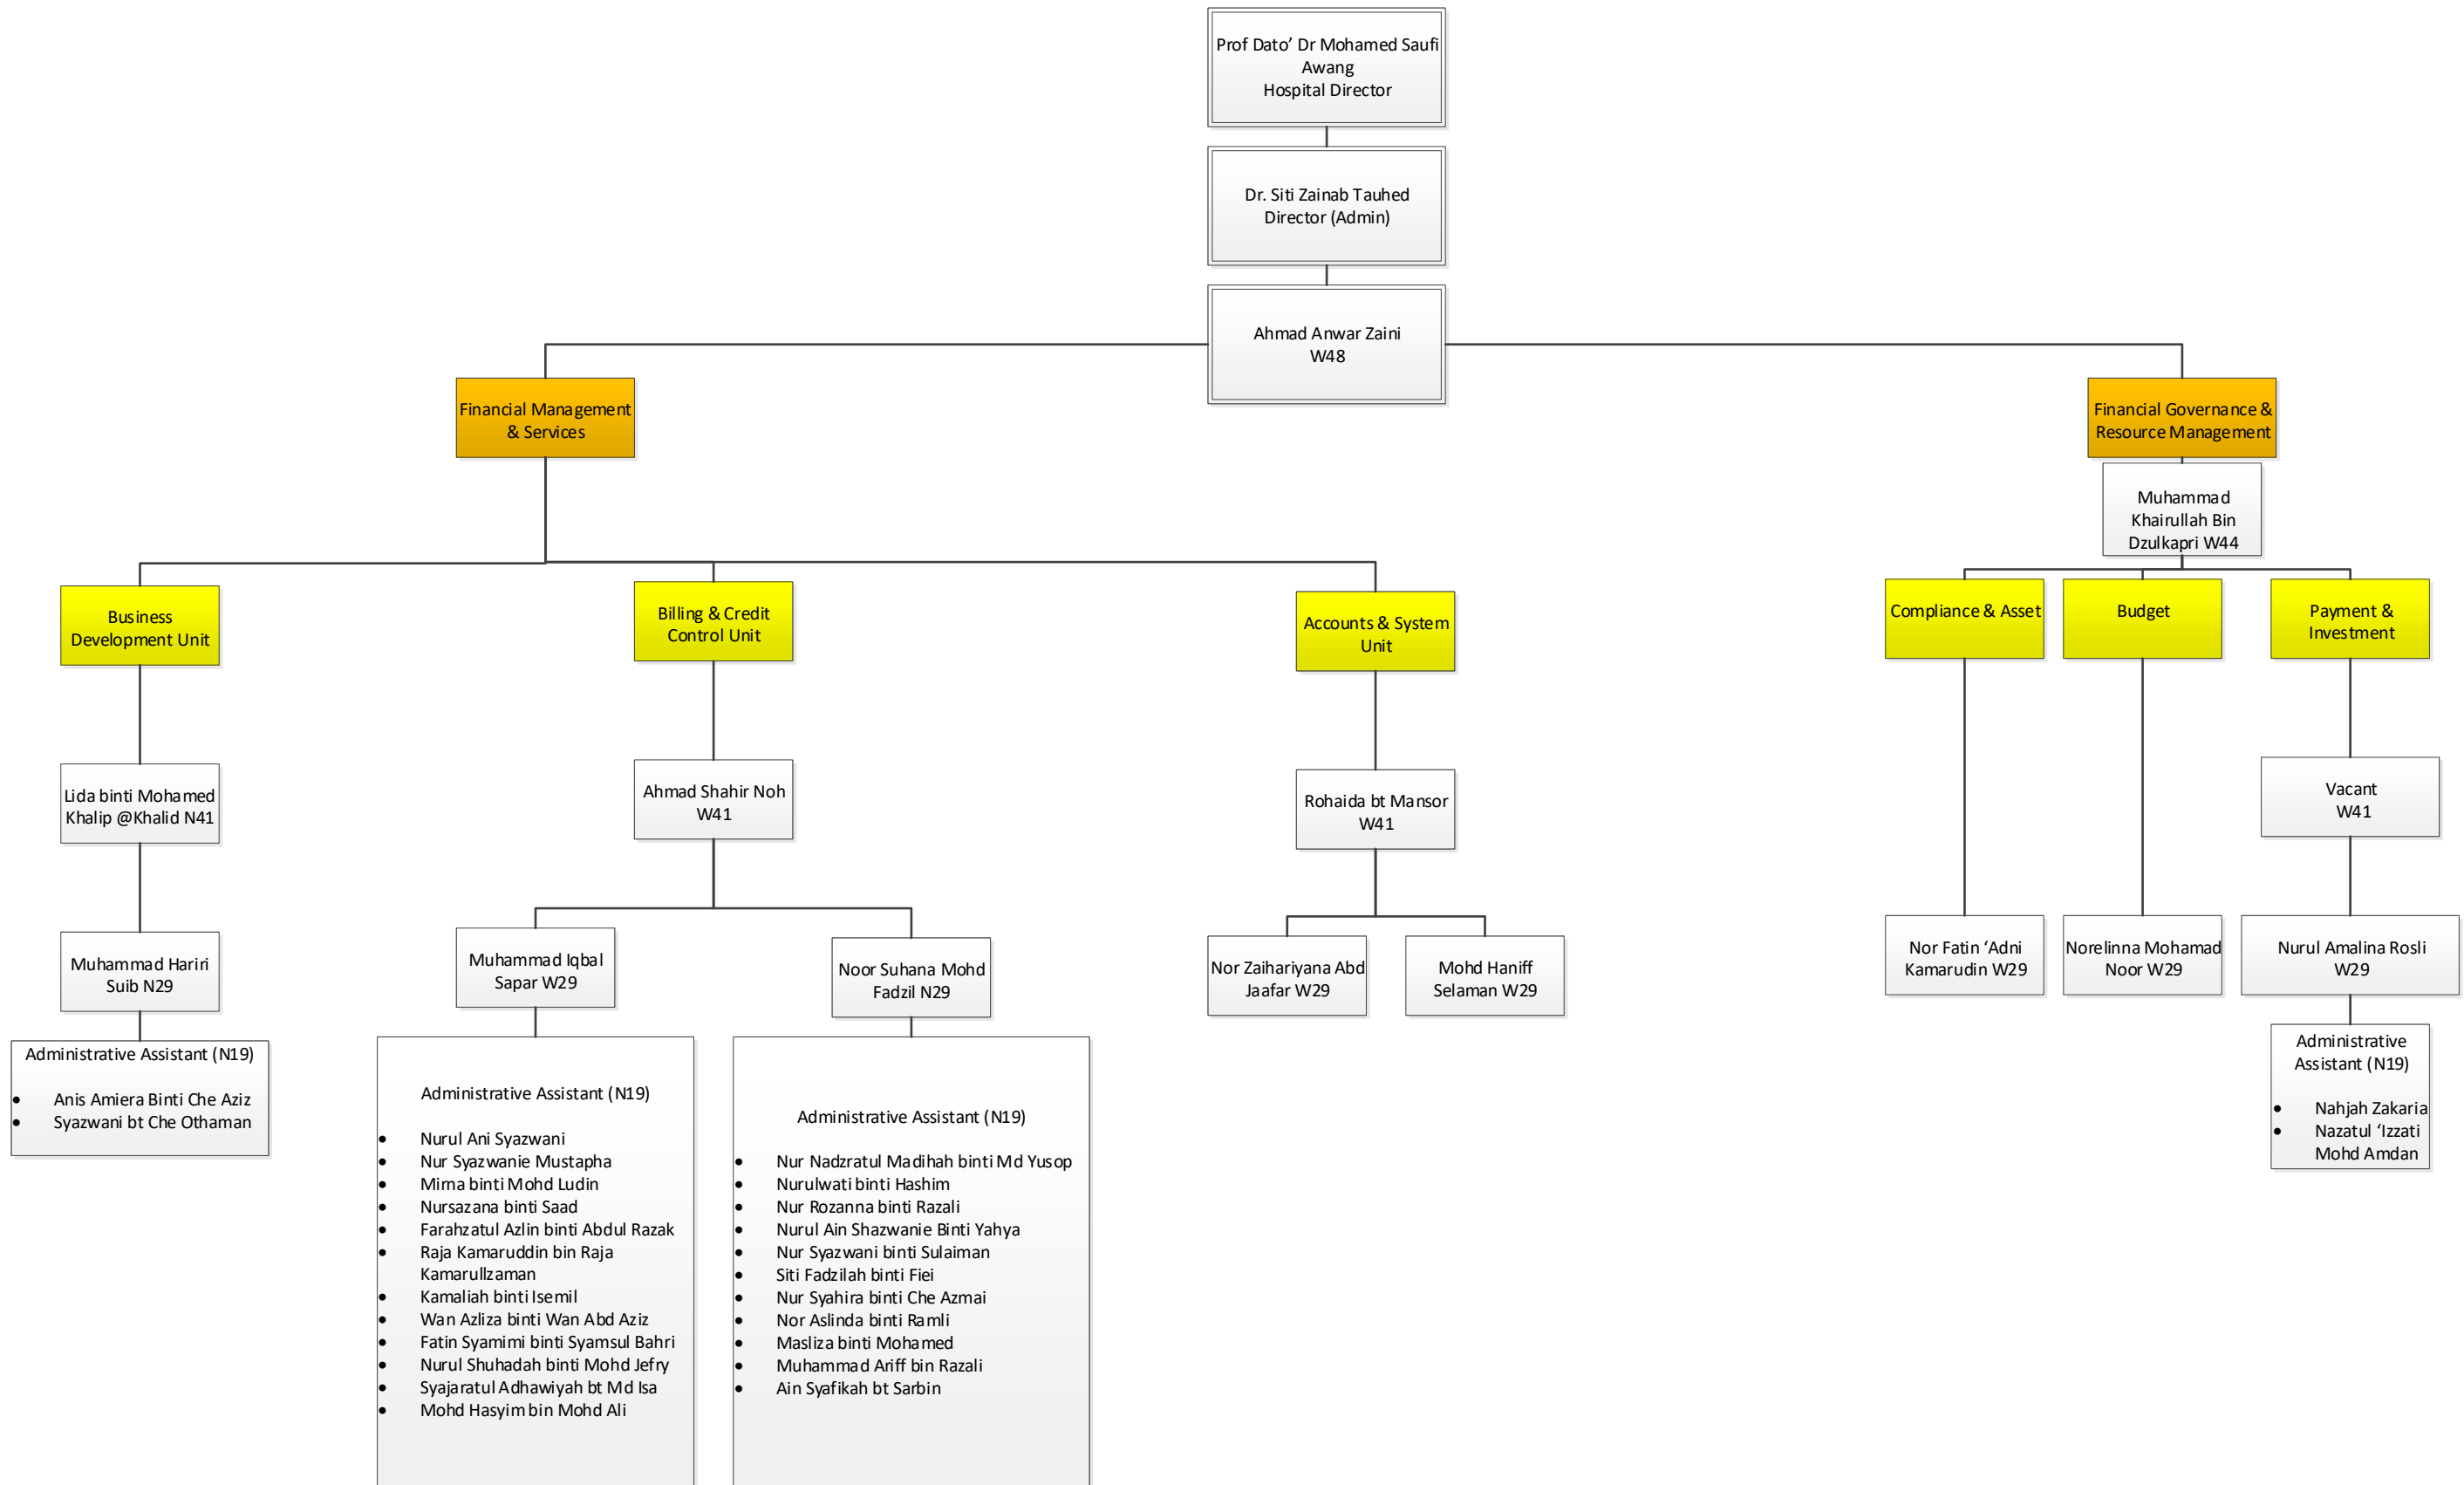 Prof Dato’ Dr Mohamed Saufi
Awang
Hospital Director
Dr. Siti Zainab Tauhed
Director (Admin)
Ahmad Anwar Zaini
W48
Financial Management
& Services
Financial Governance &
Resource Management
Muhammad
Khairullah Bin
Dzulkapri W44
Business
Development Unit
Billing & Credit
Control Unit
Accounts & System
Unit
Compliance & Asset
Budget
Payment &
Investment
Lida binti Mohamed
Khalip @Khalid N41
Ahmad Shahir Noh
W41
Rohaida bt Mansor
W41
Vacant
W41
Muhammad Hariri
Suib N29
Muhammad Iqbal
Sapar W29
Noor Suhana Mohd
Fadzil N29
Nor Zaihariyana Abd
Jaafar W29
Mohd Haniff
Selaman W29
Nor Fatin ‘Adni
Kamarudin W29
Norelinna Mohamad
Noor W29
Nurul Amalina Rosli
W29
Administrative Assistant (N19)
• Anis Amiera Binti Che Aziz
• Syazwani bt Che Othaman
Administrative Assistant (N19)
• Nurul Ani Syazwani
• Nur Syazwanie Mustapha
• Mirna binti Mohd Ludin
• Nursazana binti Saad
• Farahzatul Azlin binti Abdul Razak
• Raja Kamaruddin bin Raja
Kamarullzaman
• Kamaliah binti Isemil
• Wan Azliza binti Wan Abd Aziz
• Fatin Syamimi binti Syamsul Bahri
• Nurul Shuhadah binti Mohd Jefry
• Syajaratul Adhawiyah bt Md Isa
• Mohd Hasyim bin Mohd Ali
Administrative Assistant (N19)
• Nur Nadzratul Madihah binti Md Yusop
• Nurulwati binti Hashim
• Nur Rozanna binti Razali
• Nurul Ain Shazwanie Binti Yahya
• Nur Syazwani binti Sulaiman
• Siti Fadzilah binti Fiei
• Nur Syahira binti Che Azmai
• Nor Aslinda binti Ramli
• Masliza binti Mohamed
• Muhammad Ariff bin Razali
• Ain Syafikah bt Sarbin
Administrative
Assistant (N19)
• Nahjah Zakaria
• Nazatul ‘Izzati
Mohd Amdan